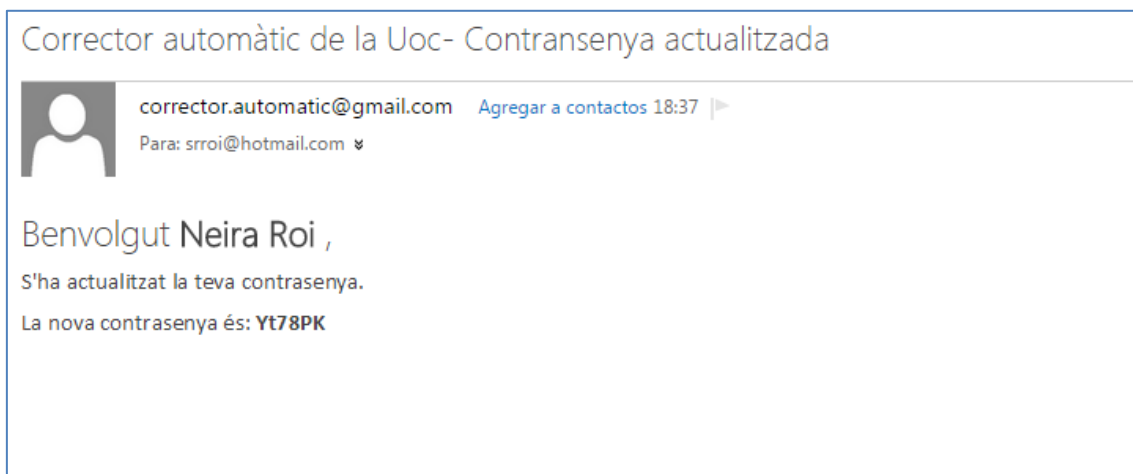 Corrector automàtic de la Uoc- Contransenya actualitzada
corrector.automatic@gmail.com Agregar a contactos 18:37
Para: srroi@hotmail.com
Benvolgut Neira Roi ,
S'ha actualitzat la teva contrasenya.
La nova contrasenya és: Yt78PK